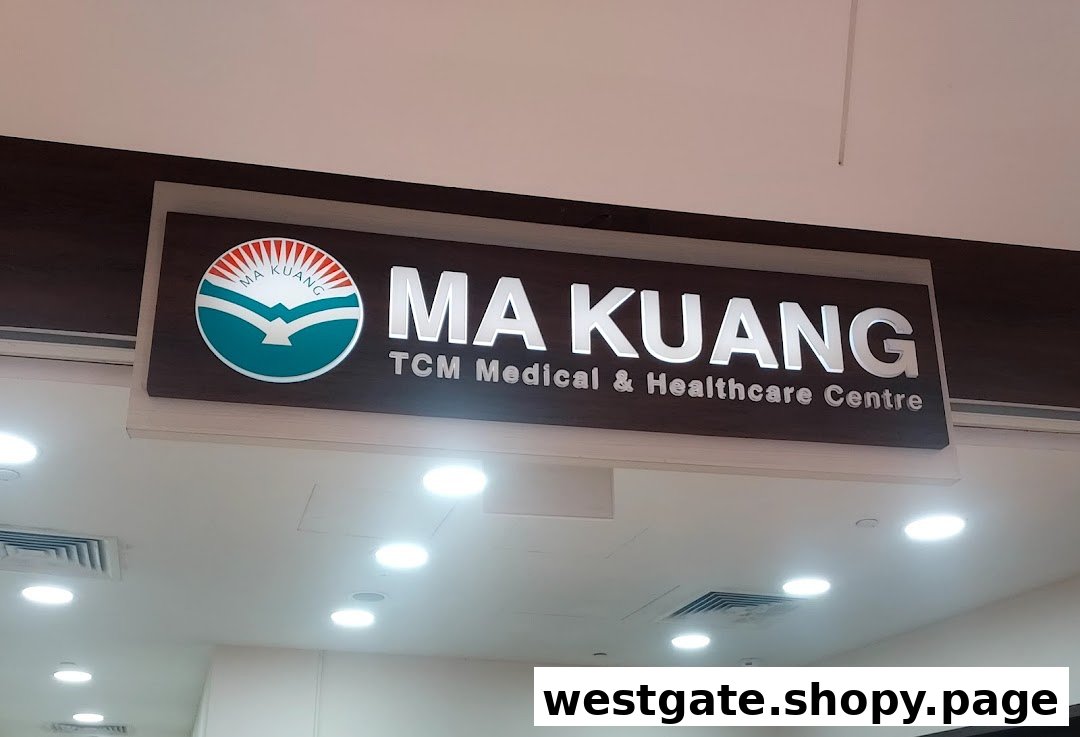 MA KUANG
MA KUANG
TCM Medical & Healthcare Centre
westgate.shopy.page